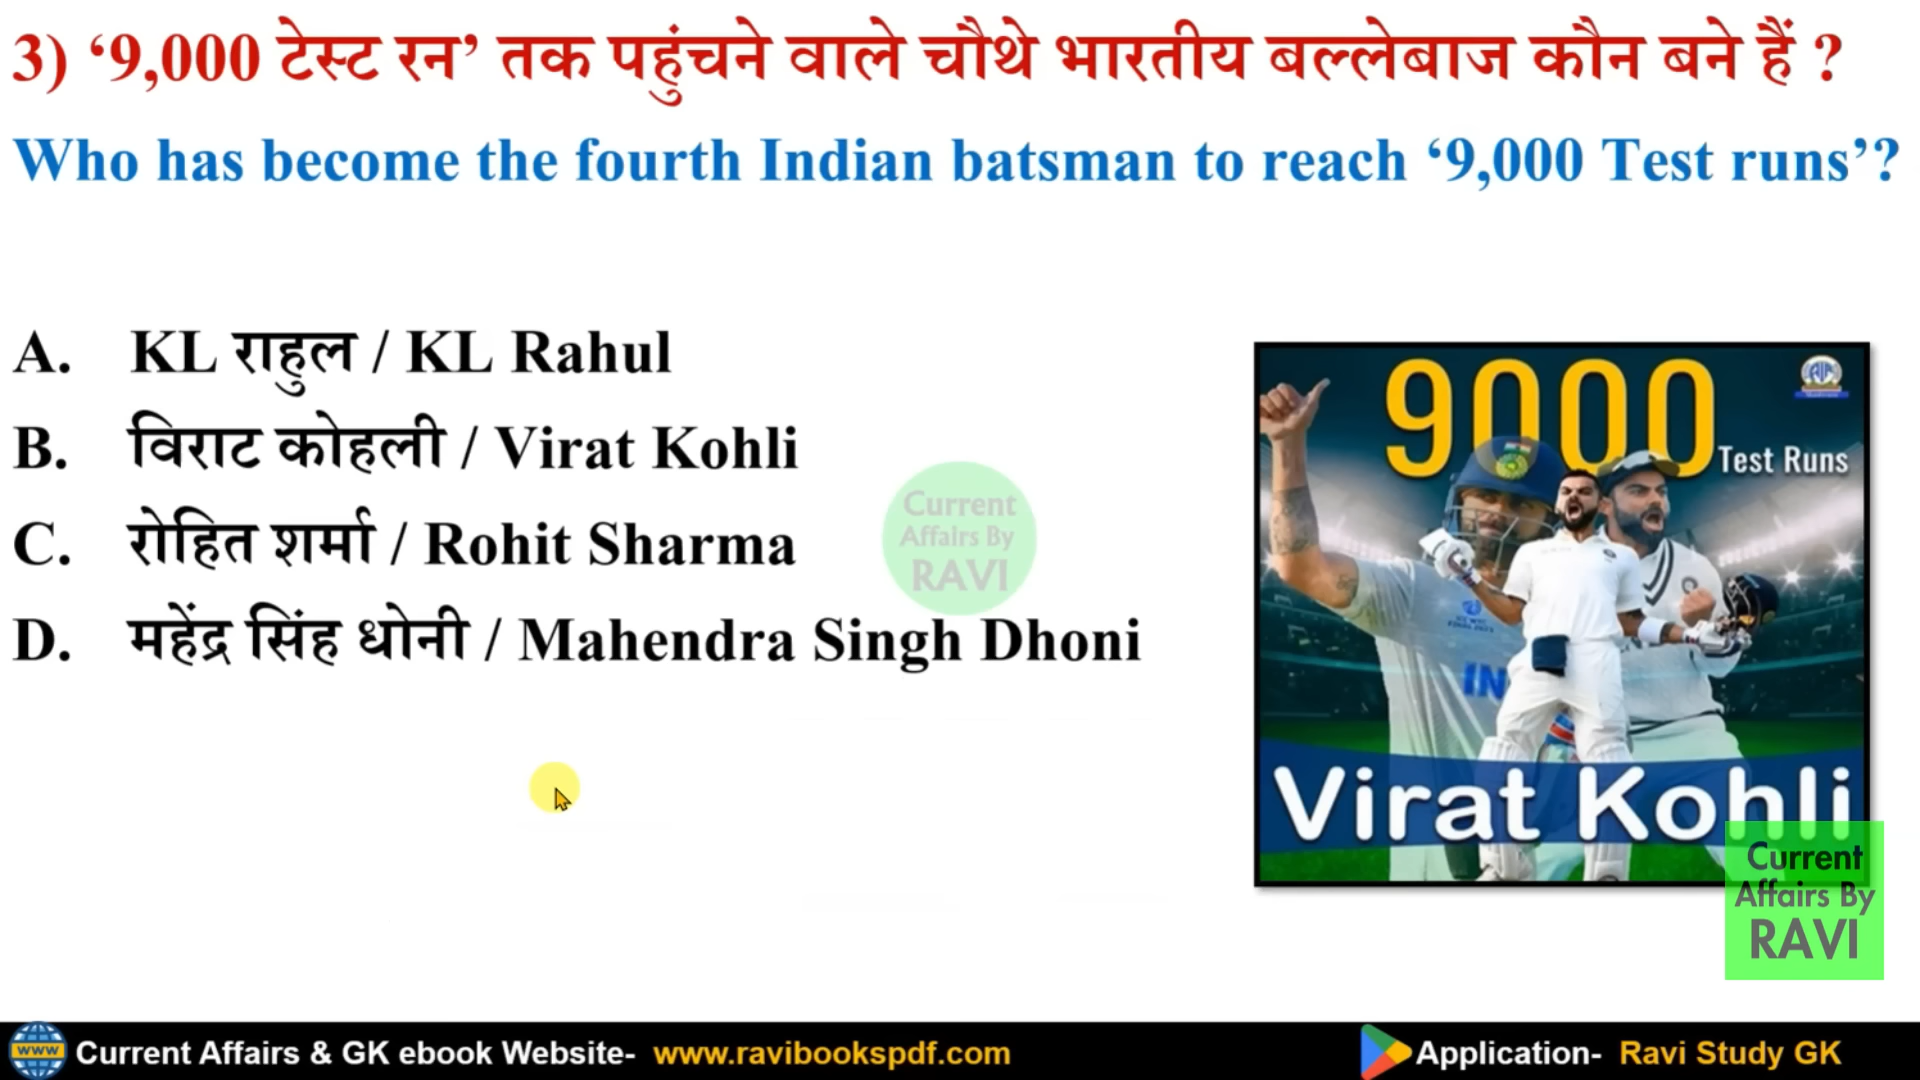 3) ‘9,000 टेस्ट रन’ तक पहुंचने वाले चौथे भारतीय बल्लेबाज कौन बने हैं ?
Who has become the fourth Indian batsman to reach ‘9,000 Test runs’?
A. KL राहुल / KL Rahul
B. विराट कोहली / Virat Kohli
C. रोहित शर्मा / Rohit Sharma
D. महेंद्र सिंह धोनी / Mahendra Singh Dhoni
Current
Affairs By
RAVI
9000
Test Runs
IN
Virat Kohli
Current
Affairs By
RAVI
www Current Affairs & GK ebook Website- www.ravibookspdf.com
Application- Ravi Study GK